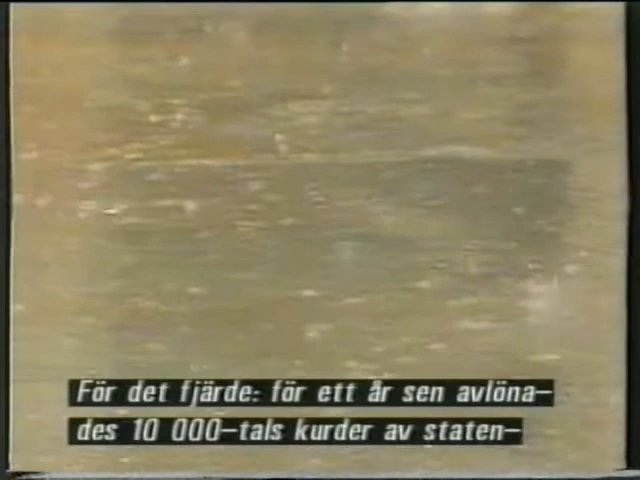 För det fjärde: för ett år sen avlöna-
des 10 000-tals kurder av staten-